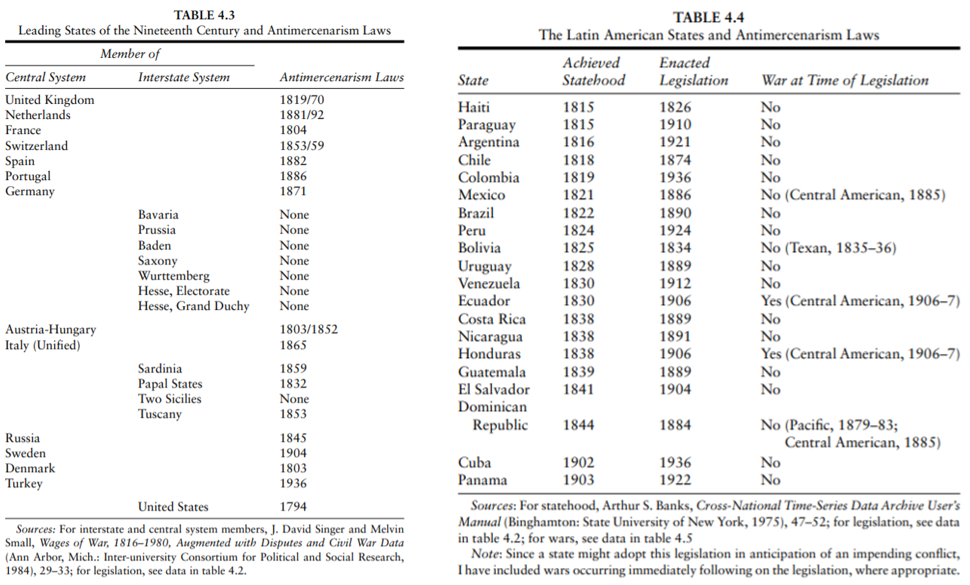 TABLE 4.3
Leading States of the Nineteenth Century and Antimercenarism Laws
Member of
Central System Interstate System Antimercenarism Laws
United Kingdom 1819/70
Netherlands 1881/92
France 1804
Switzerland 1853/59
Spain 1882
Portugal 1886
Germany 1871
Bavaria None
Prussia None
Baden None
Saxony None
Wurttemberg None
Hesse, Electorate None
Hesse, Grand Duchy None
Austria-Hungary 1803/1852
Italy (Unified) 1865
Sardinia 1859
Papal States 1832
Two Sicilies None
Tuscany 1853
Russia 1845
Sweden 1904
Denmark 1803
Turkey 1936
United States 1794
Sources: For interstate and central system members, J. David Singer and Melvin
Small, Wages of War, 1816–1980, Augmented with Disputes and Civil War Data
(Ann Arbor, Mich.: Inter-university Consortium for Political and Social Research,
1984), 29–33; for legislation, see data in table 4.2.
TABLE 4.4
The Latin American States and Antimercenarism Laws
Achieved Enacted
State Statehood Legislation War at Time of Legislation
Haiti 1815 1826 No
Paraguay 1815 1910 No
Argentina 1816 1921 No
Chile 1818 1874 No
Colombia 1819 1936 No
Mexico 1821 1886 No (Central American, 1885)
Brazil 1822 1890 No
Peru 1824 1924 No
Bolivia 1825 1834 No (Texan, 1835–36)
Uruguay 1828 1889 No
Venezuela 1830 1912 No
Ecuador 1830 1906 Yes (Central American, 1906–7)
Costa Rica 1838 1889 No
Nicaragua 1838 1891 No
Honduras 1838 1906 Yes (Central American, 1906–7)
Guatemala 1839 1889 No
El Salvador 1841 1904 No
Dominican
Republic 1844 1884 No (Pacific, 1879–83;
Central American, 1885)
Cuba 1902 1936 No
Panama 1903 1922 No
Sources: For statehood, Arthur S. Banks, Cross-National Time-Series Data Archive User's
Manual (Binghamton: State University of New York, 1975), 47–52; for legislation, see data
in table 4.2; for wars, see data in table 4.5
Note: Since a state might adopt this legislation in anticipation of an impending conflict,
I have included wars occurring immediately following on the legislation, where appropriate.